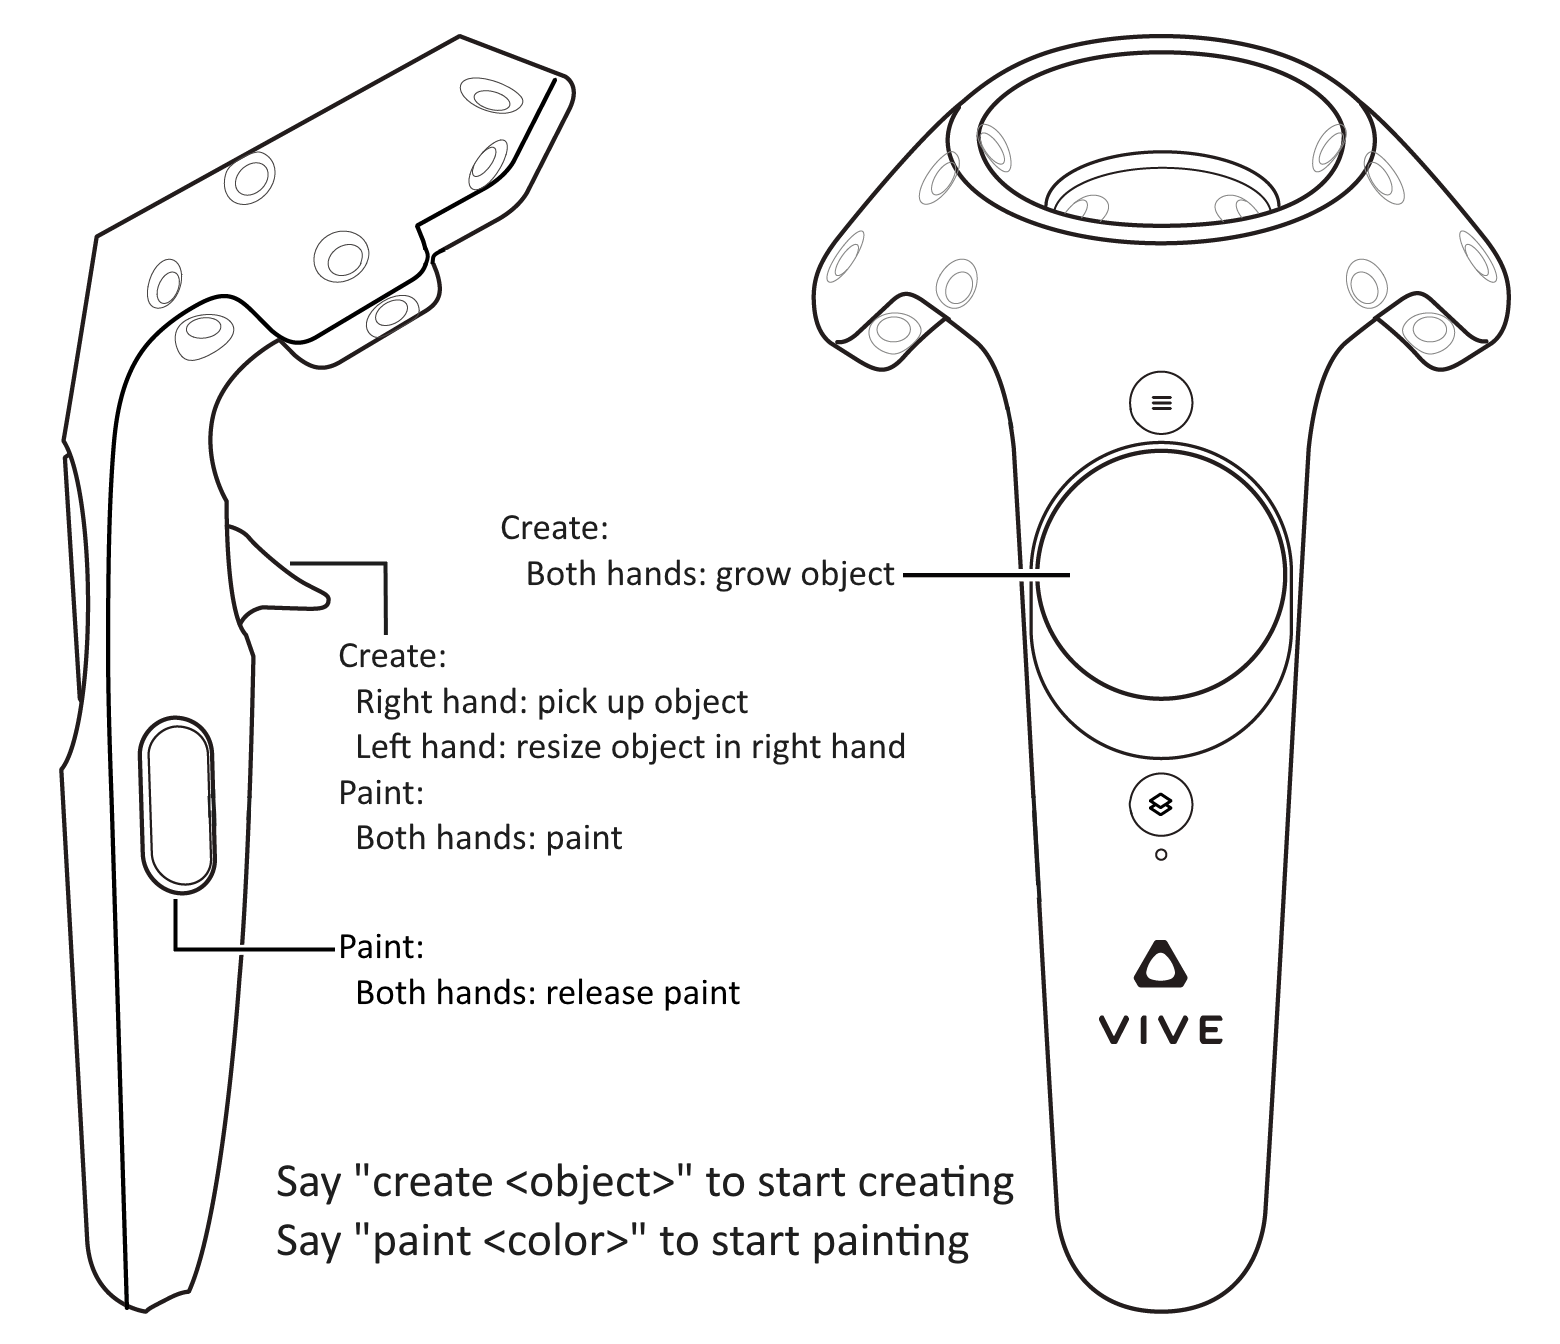 Create:
Both hands: grow object
Create:
Right hand: pick up object
Left hand: resize object in right hand
Paint:
Both hands: paint
Paint:
Both hands: release paint
VIVE
Say "create <object>" to start creating
Say "paint <color>" to start painting